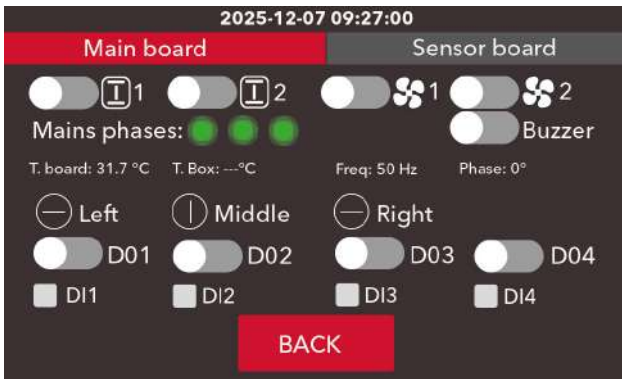 2025-12-07 09:27:00
Main board Sensor board
1 2 1 2
Mains phases: Buzzer
T. board: 31.7 °C T. Box: ---°C Freq: 50 Hz Phase: 0°
Left Middle Right
D01 D02 D03 D04
DI1 DI2 DI3 DI4
BACK